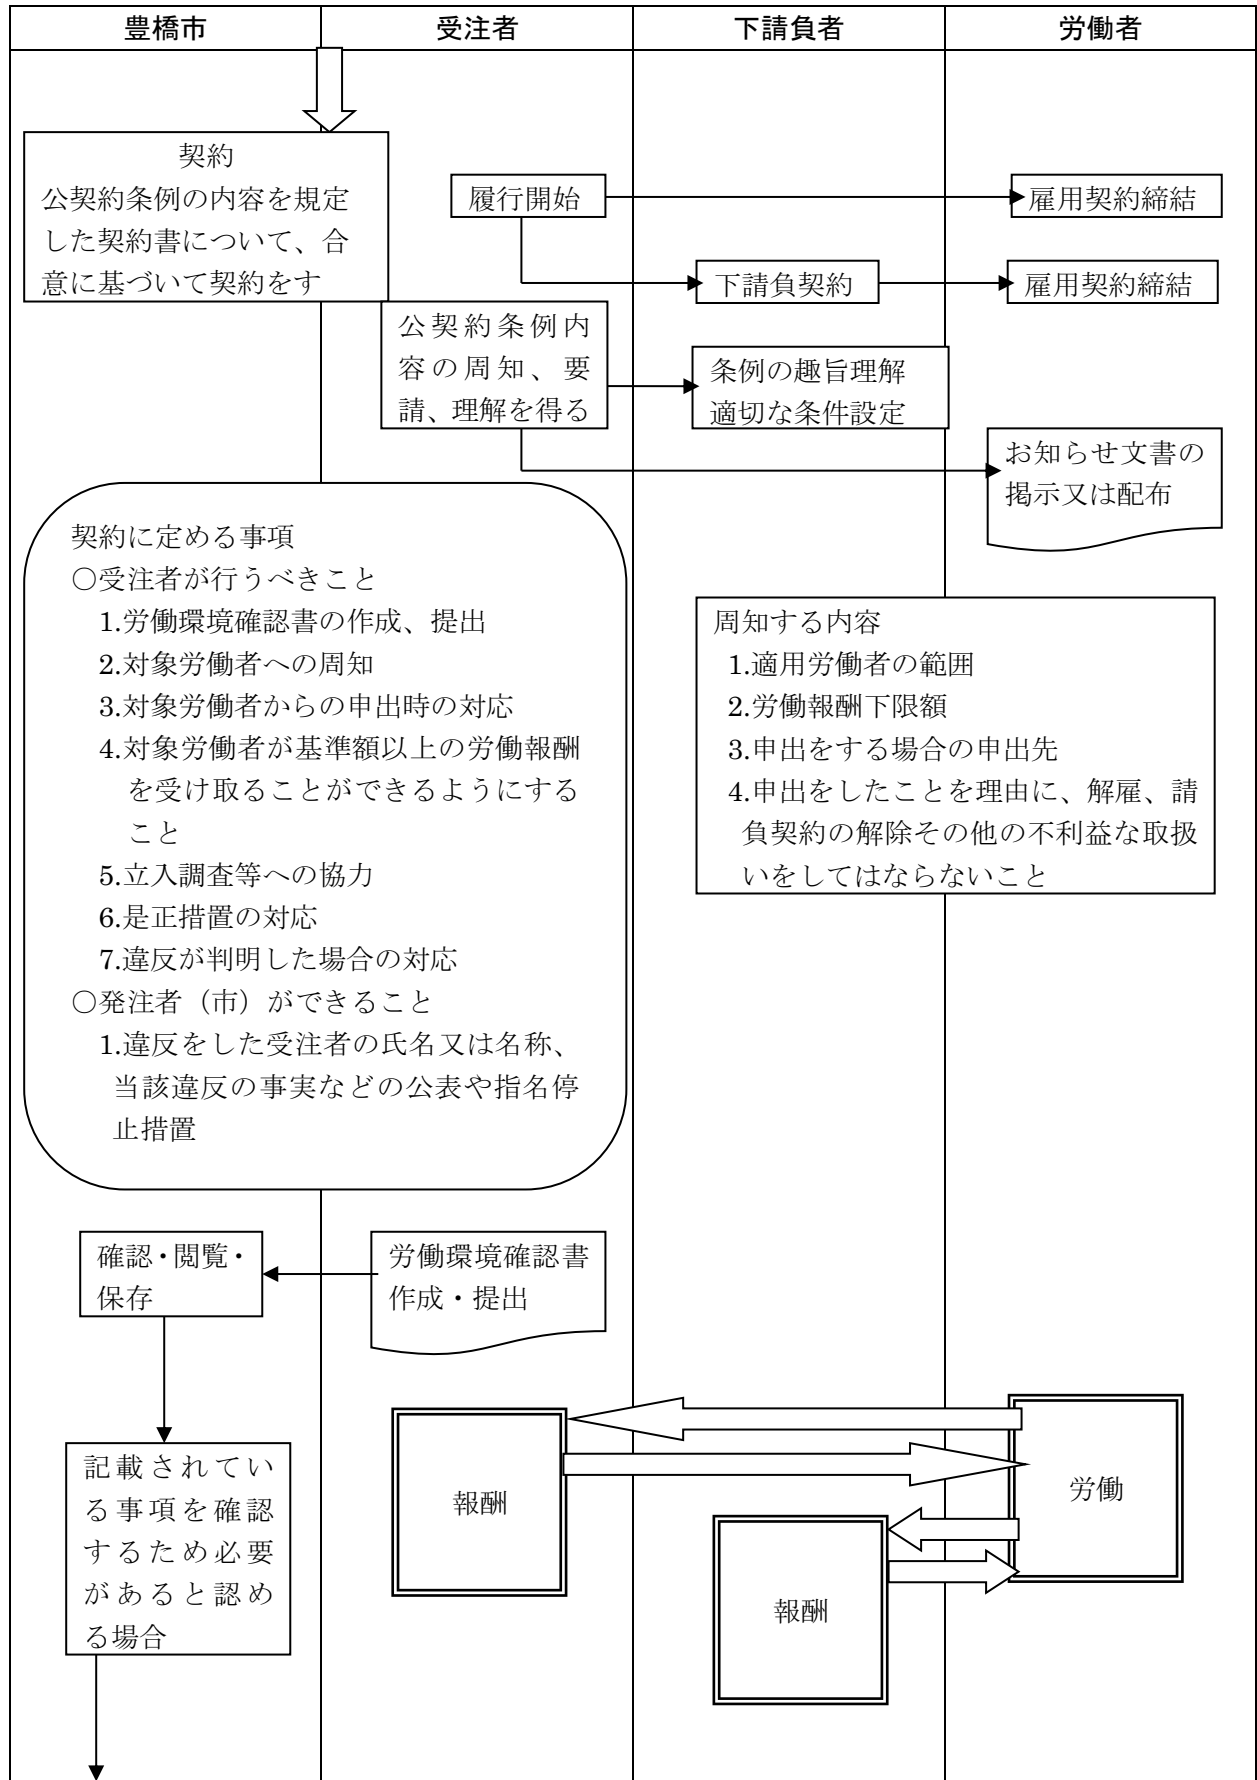 豊橋市
受注者
下請負者
労働者
契約
公契約条例の内容を規定
した契約書について、合
意に基づいて契約をす
履行開始
雇用契約締結
下請負契約
雇用契約締結
公契約条例内
容の周知、要
請、理解を得る
条例の趣旨理解
適切な条件設定
お知らせ文書の
掲示又は配布
契約に定める事項
○受注者が行うべきこと
1.労働環境確認書の作成、提出
2.対象労働者への周知
3.対象労働者からの申出時の対応
4.対象労働者が基準額以上の労働報酬
を受け取ることができるようにする
こと
5.立入調査等への協力
6.是正措置の対応
7.違反が判明した場合の対応
○発注者（市）ができること
1.違反をした受注者の氏名又は名称、
当該違反の事実などの公表や指名停
止措置
周知する内容
1.適用労働者の範囲
2.労働報酬下限額
3.申出をする場合の申出先
4.申出をしたことを理由に、解雇、請
負契約の解除その他の不利益な取扱
いをしてはならないこと
確認・閲覧・
保存
労働環境確認書
作成・提出
記載されてい
る事項を確認
するため必要
があると認め
る場合
報酬
労働
報酬